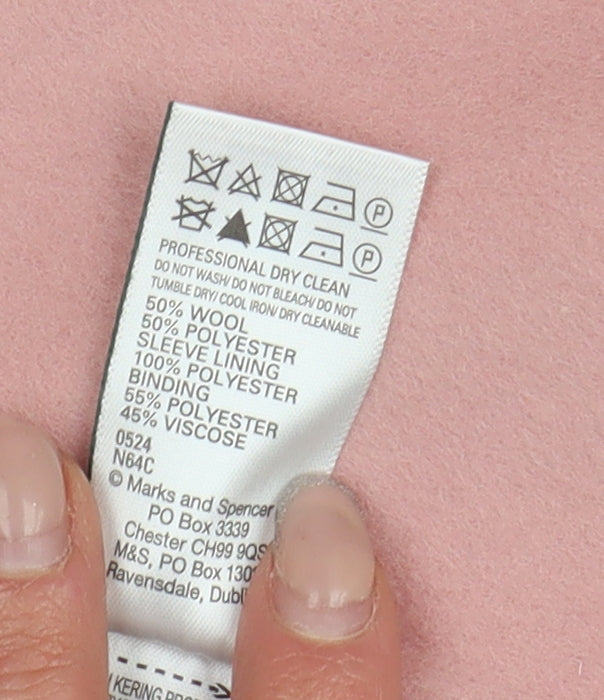 P
P
PROFESSIONAL DRY CLEAN
DO NOT WASH/ DO NOT BLEACH/ DO NOT
TUMBLE DRY/ COOL IRON/ DRY CLEANABLE
50% WOOL
50% POLYESTER
SLEEVE LINING
100% POLYESTER
BINDING
55% POLYESTER
45% VISCOSE
0524
N64C
© Marks and Spencer
PO Box 3339
Chester CH99 9QS
M&S, PO Box
Ravensdale,